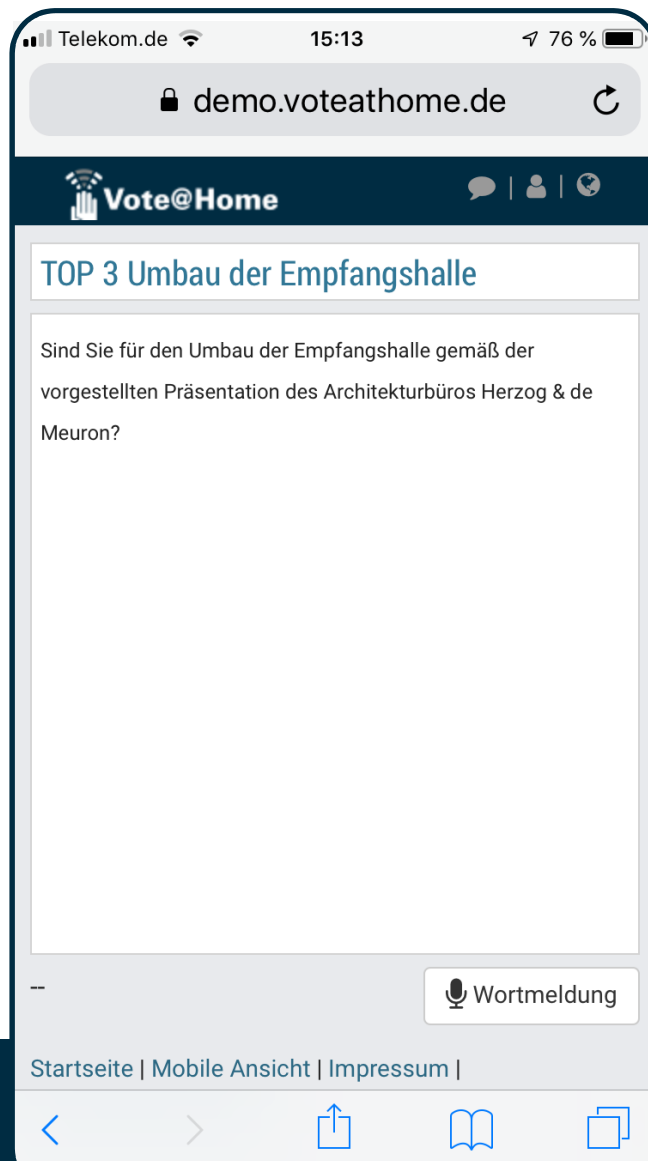 Telekom.de 15:13 76 %
demo.voteathome.de
Vote@Home | |
TOP 3 Umbau der Empfangshalle
Sind Sie für den Umbau der Empfangshalle gemäß der
vorgestellten Präsentation des Architekturbüros Herzog & de
Meuron?
-- Wortmeldung
Startseite | Mobile Ansicht | Impressum |